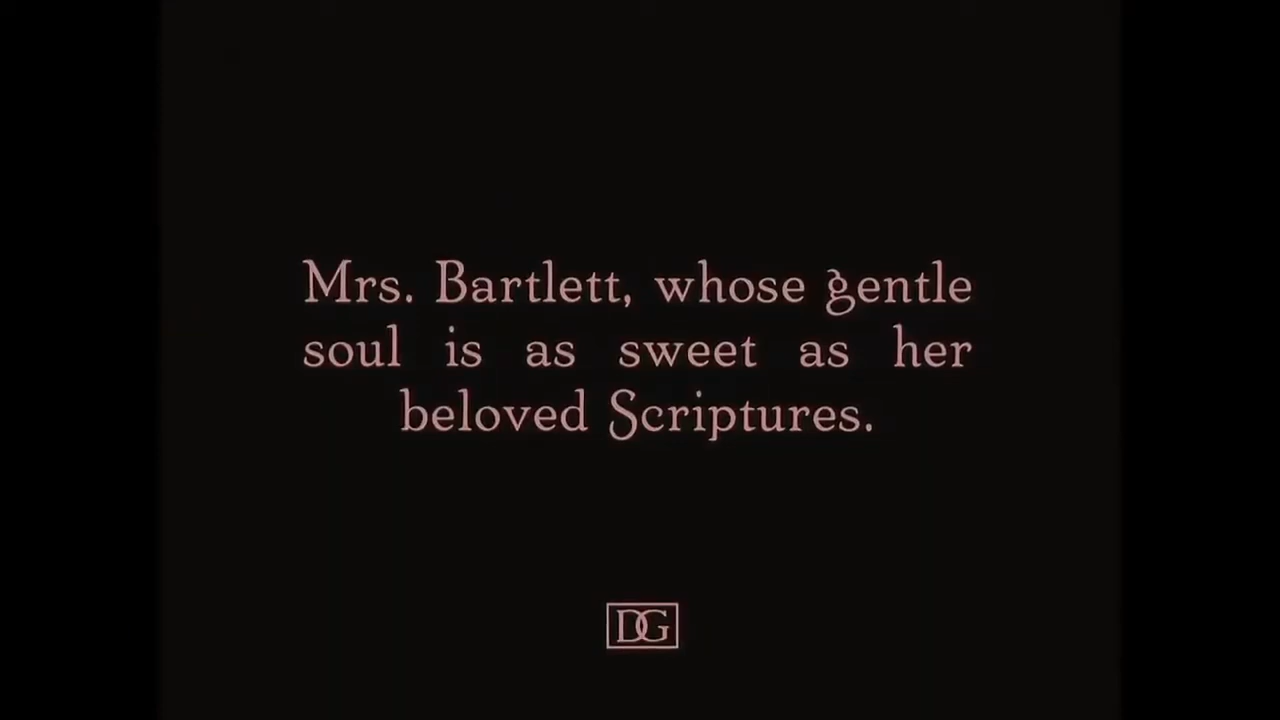 Mrs. Bartlett, whose gentle
soul is as sweet as her
beloved Scriptures.
DG